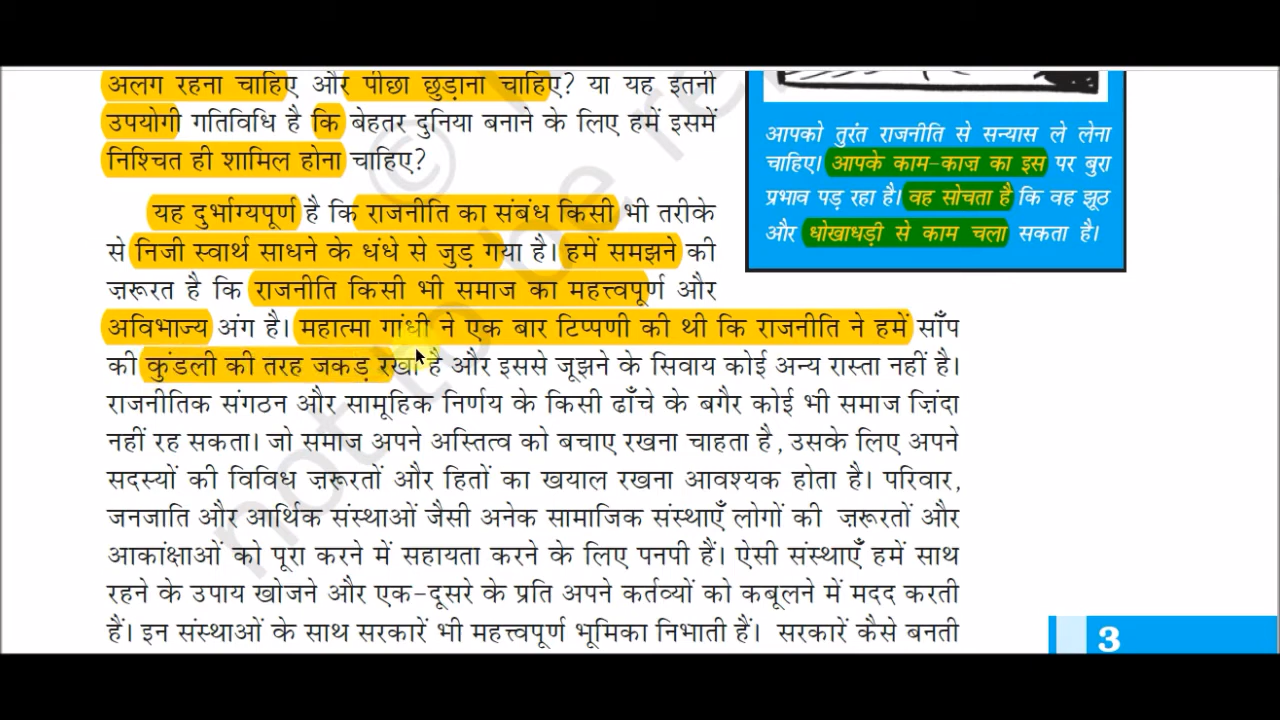 अलग रहना चाहिए और पीछा छुड़ाना चाहिए? या यह इतनी
उपयोगी गतिविधि है कि बेहतर दुनिया बनाने के लिए हमें इसमें
निश्चित ही शामिल होना चाहिए?
यह दुर्भाग्यपूर्ण है कि राजनीति का संबंध किसी भी तरीके
से निजी स्वार्थ साधने के धंधे से जुड़ गया है। हमें समझने की
ज़रूरत है कि राजनीति किसी भी समाज का महत्त्वपूर्ण और
अविभाज्य अंग है। महात्मा गांधी ने एक बार टिप्पणी की थी कि राजनीति ने हमें साँप
की कुंडली की तरह जकड़ रखा है और इससे जूझने के सिवाय कोई अन्य रास्ता नहीं है।
राजनीतिक संगठन और सामूहिक निर्णय के किसी ढाँचे के बगैर कोई भी समाज ज़िंदा
नहीं रह सकता। जो समाज अपने अस्तित्व को बचाए रखना चाहता है, उसके लिए अपने
सदस्यों की विविध ज़रूरतों और हितों का खयाल रखना आवश्यक होता है। परिवार,
जनजाति और आर्थिक संस्थाओं जैसी अनेक सामाजिक संस्थाएँ लोगों की ज़रूरतों और
आकांक्षाओं को पूरा करने में सहायता करने के लिए पनपी हैं। ऐसी संस्थाएँ हमें साथ
रहने के उपाय खोजने और एक-दूसरे के प्रति अपने कर्तव्यों को कबूलने में मदद करती
हैं। इन संस्थाओं के साथ सरकारें भी महत्त्वपूर्ण भूमिका निभाती हैं। सरकारें कैसे बनती
आपको तुरंत राजनीति से सन्यास ले लेना
चाहिए। आपके काम-काज़ का इस पर बुरा
प्रभाव पड़ रहा है। वह सोचता है कि वह झूठ
और धोखाधड़ी से काम चला सकता है।
3
©
not to be re